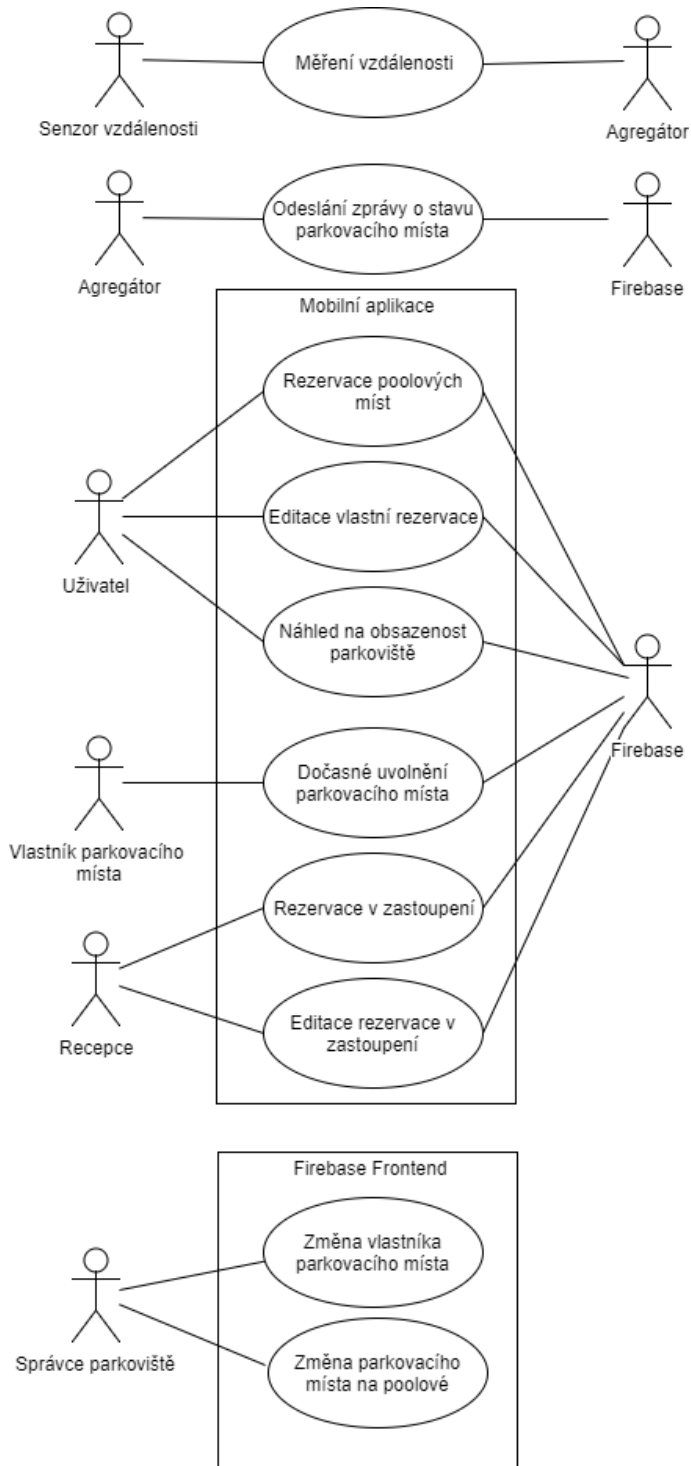 Měření vzdálenosti
Senzor vzdálenosti
Agregátor
Odeslání zprávy o stavu
parkovacího místa
Agregátor
Firebase
Mobilní aplikace
Rezervace poolových
míst
Editace vlastní rezervace
Uživatel
Náhled na obsazenost
parkoviště
Firebase
Dočasné uvolnění
parkovacího místa
Vlastník parkovacího
místa
Rezervace v zastoupení
Recepce
Editace rezervace v
zastoupení
Firebase Frontend
Změna vlastníka
parkovacího místa
Správce parkoviště
Změna parkovacího
místa na poolové